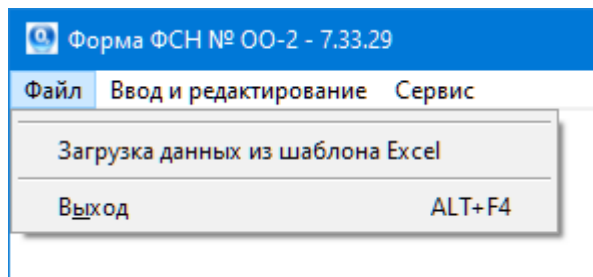 Форма ФСН № ОО-2 - 7.33.29
Файл Ввод и редактирование Сервис
Загрузка данных из шаблона Excel
Выход ALT+F4